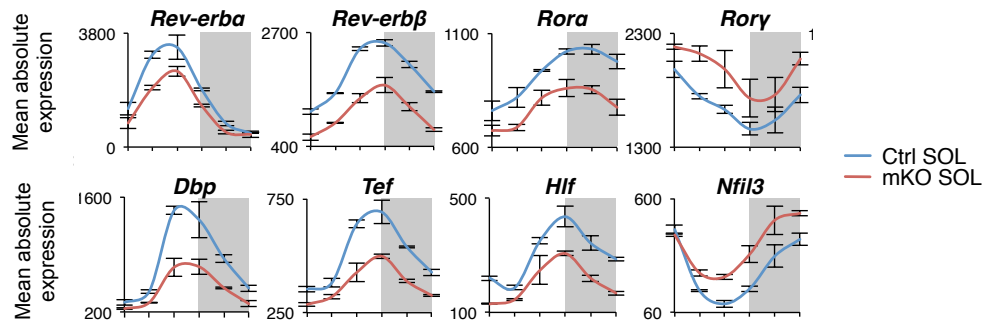 Rev-erbα Rev-erbβ Rorα Rorγ
3800 2700 1100 2300 1
Mean absolute
expression
0 400 600 1300
Ctrl SOL
mKO SOL
Dbp Tef Hlf Nfil3
1600 750 500 600
Mean absolute
expression
200 250 100 60